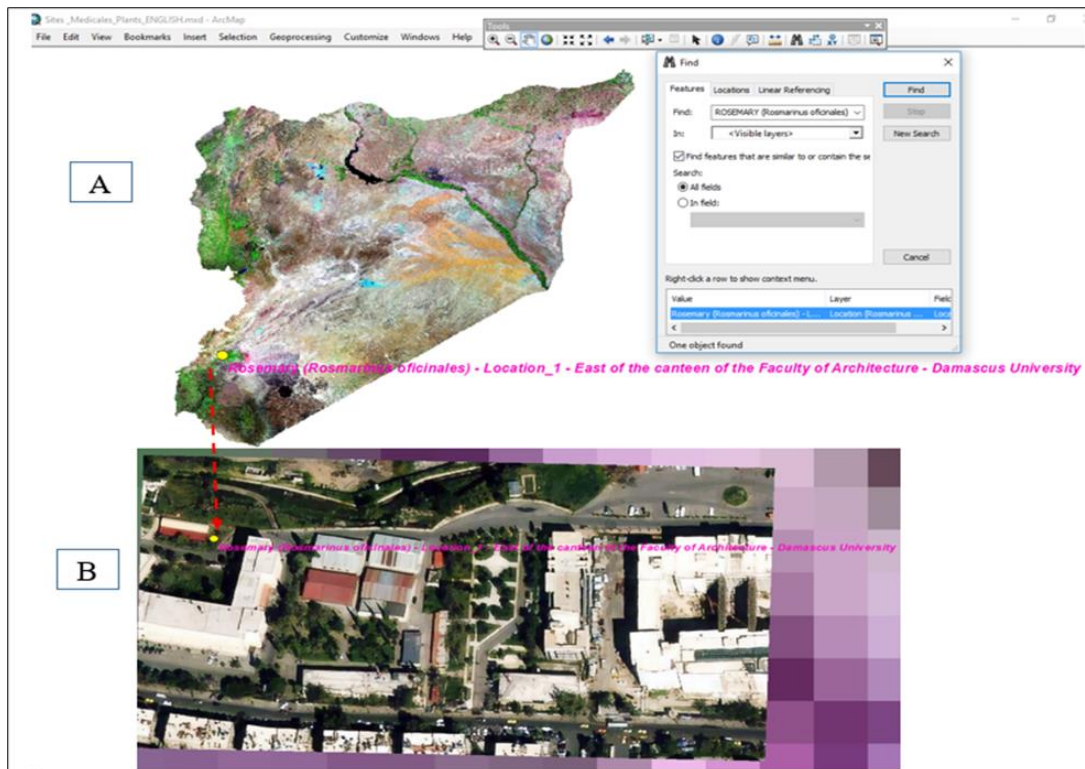 Sites _Medicales_Plants_ENGLISH.mxd - ArcMap
File Edit View Bookmarks Insert Selection Geoprocessing Customize Windows Help
Tools
Find
Features Locations Linear Referencing
Find
Find: ROSEMARY (Rosmarinus oficinales)
Stop
In: <Visible layers>
New Search
Find features that are similar to or contain the se
Search:
All fields
In field:
Cancel
Right-click a row to show context menu.
Value Layer Field
Rosemary (Rosmarinus oficinales) - L... Location (Rosmarinus ... Loca
One object found
A
Rosemary (Rosmarinus oficinales) - Location_1 - East of the canteen of the Faculty of Architecture - Damascus University
Rosemary (Rosmarinus oficinales) - Location_1 - East of the canteen of the Faculty of Architecture - Damascus University
B